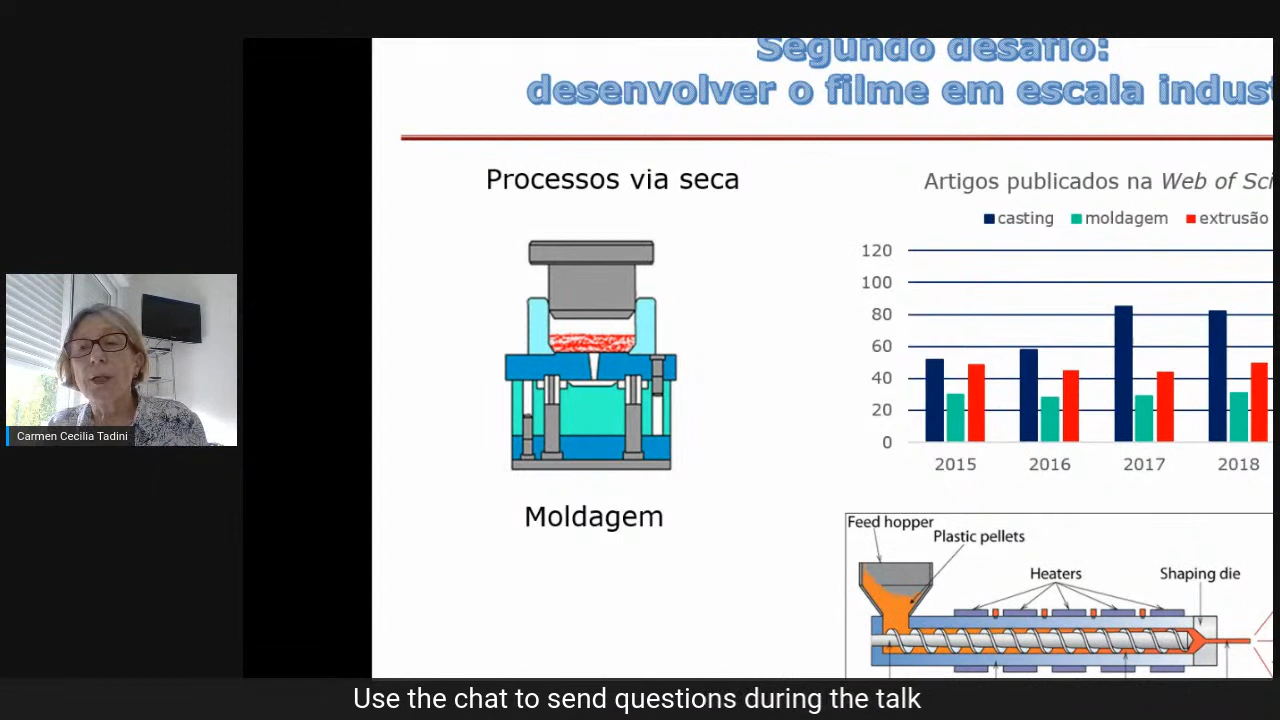 Segundo desafio:
desenvolver o filme em escala indust
Processos via seca
Artigos publicados na Web of Sci
casting moldagem extrusão
120
100
80
60
40
20
0
2015 2016 2017 2018
Moldagem
Feed hopper
Plastic pellets
Heaters
Shaping die
Carmen Cecilia Tadini
Use the chat to send questions during the talk